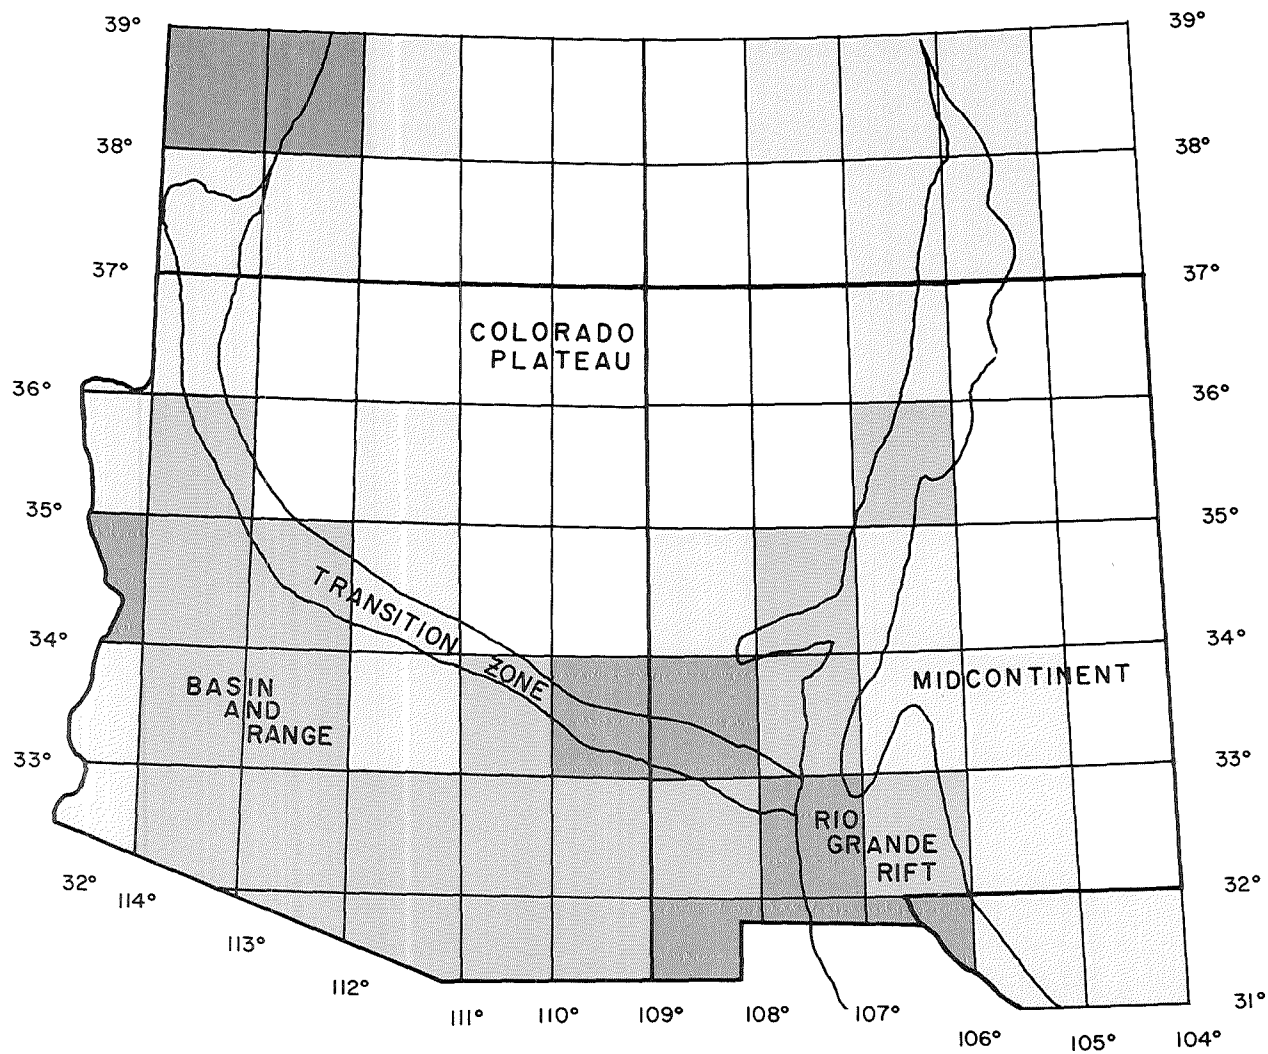 39° 39°
38° 38°
37° 37°
COLORADO
PLATEAU
36° 36°
35° 35°
TRANSITION ZONE
34° 34°
MIDCONTINENT
BASIN
AND
RANGE
33° 33°
RIO
GRANDE
RIFT
32° 32°
114°
113°
112°
31°
111° 110° 109° 108° 107°
106° 105° 104°